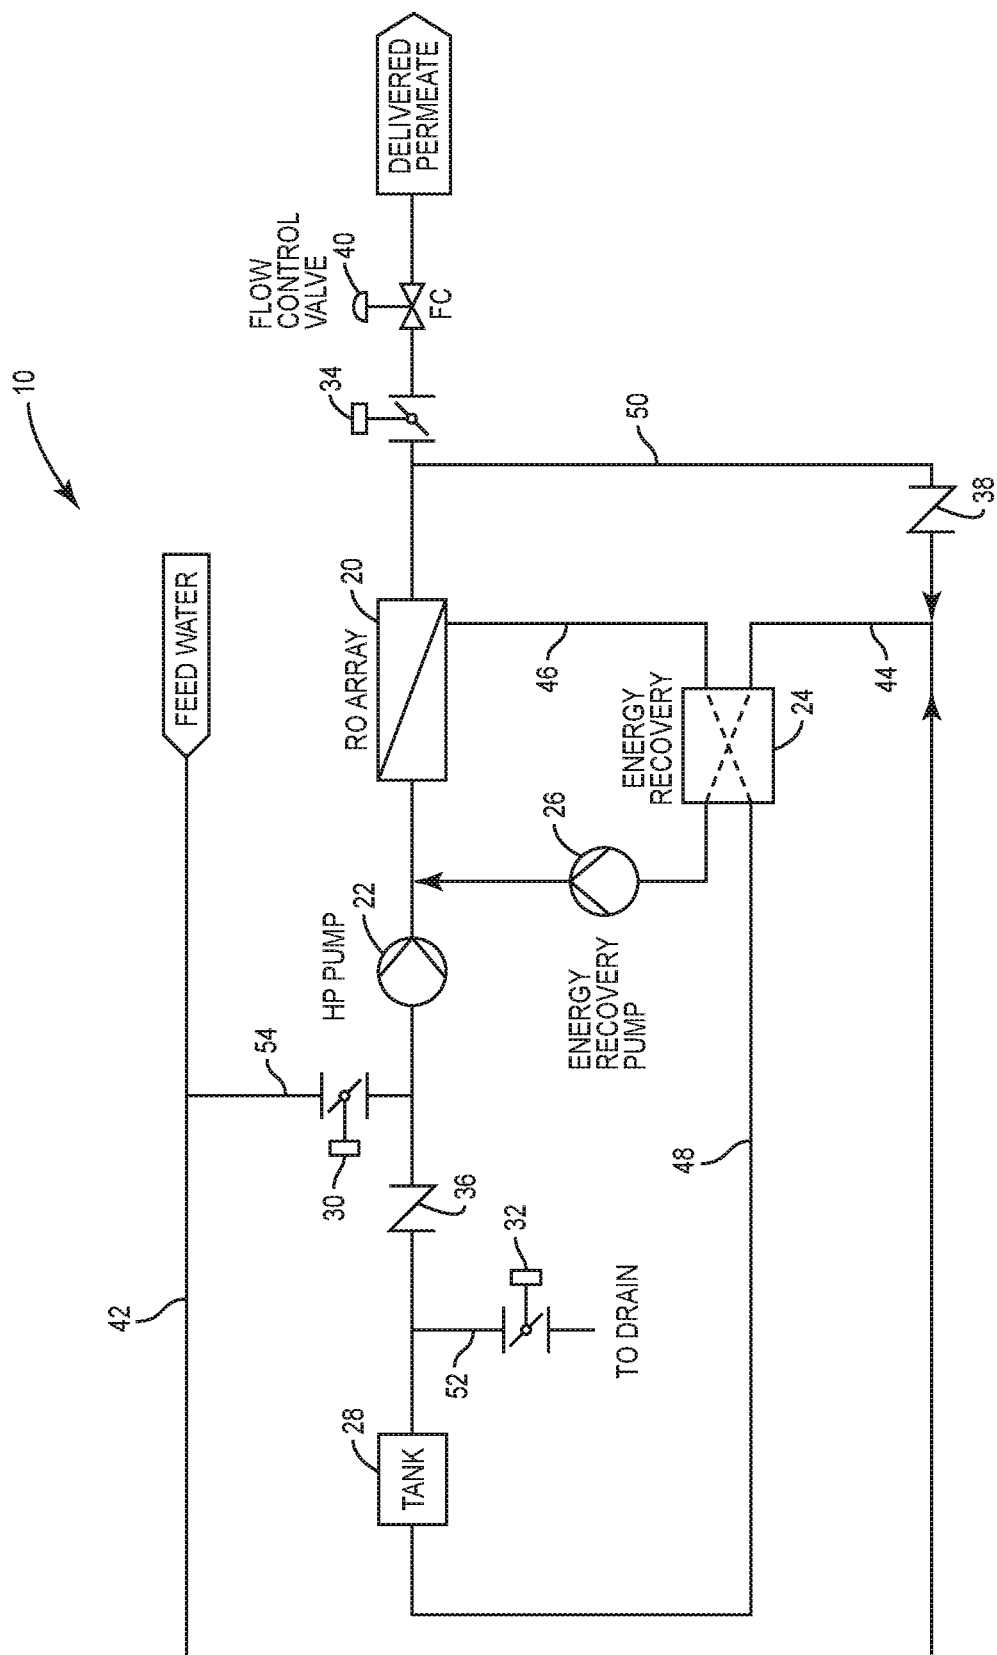 10
FEED WATER
42
54
30
HP PUMP
22
RO ARRAY
20
34
FLOW
CONTROL
VALVE
40
FC
DELIVERED
PERMEATE
TANK
28
52
32
TO DRAIN
36
ENERGY
RECOVERY
PUMP
26
ENERGY
RECOVERY
24
46
48
44
50
38